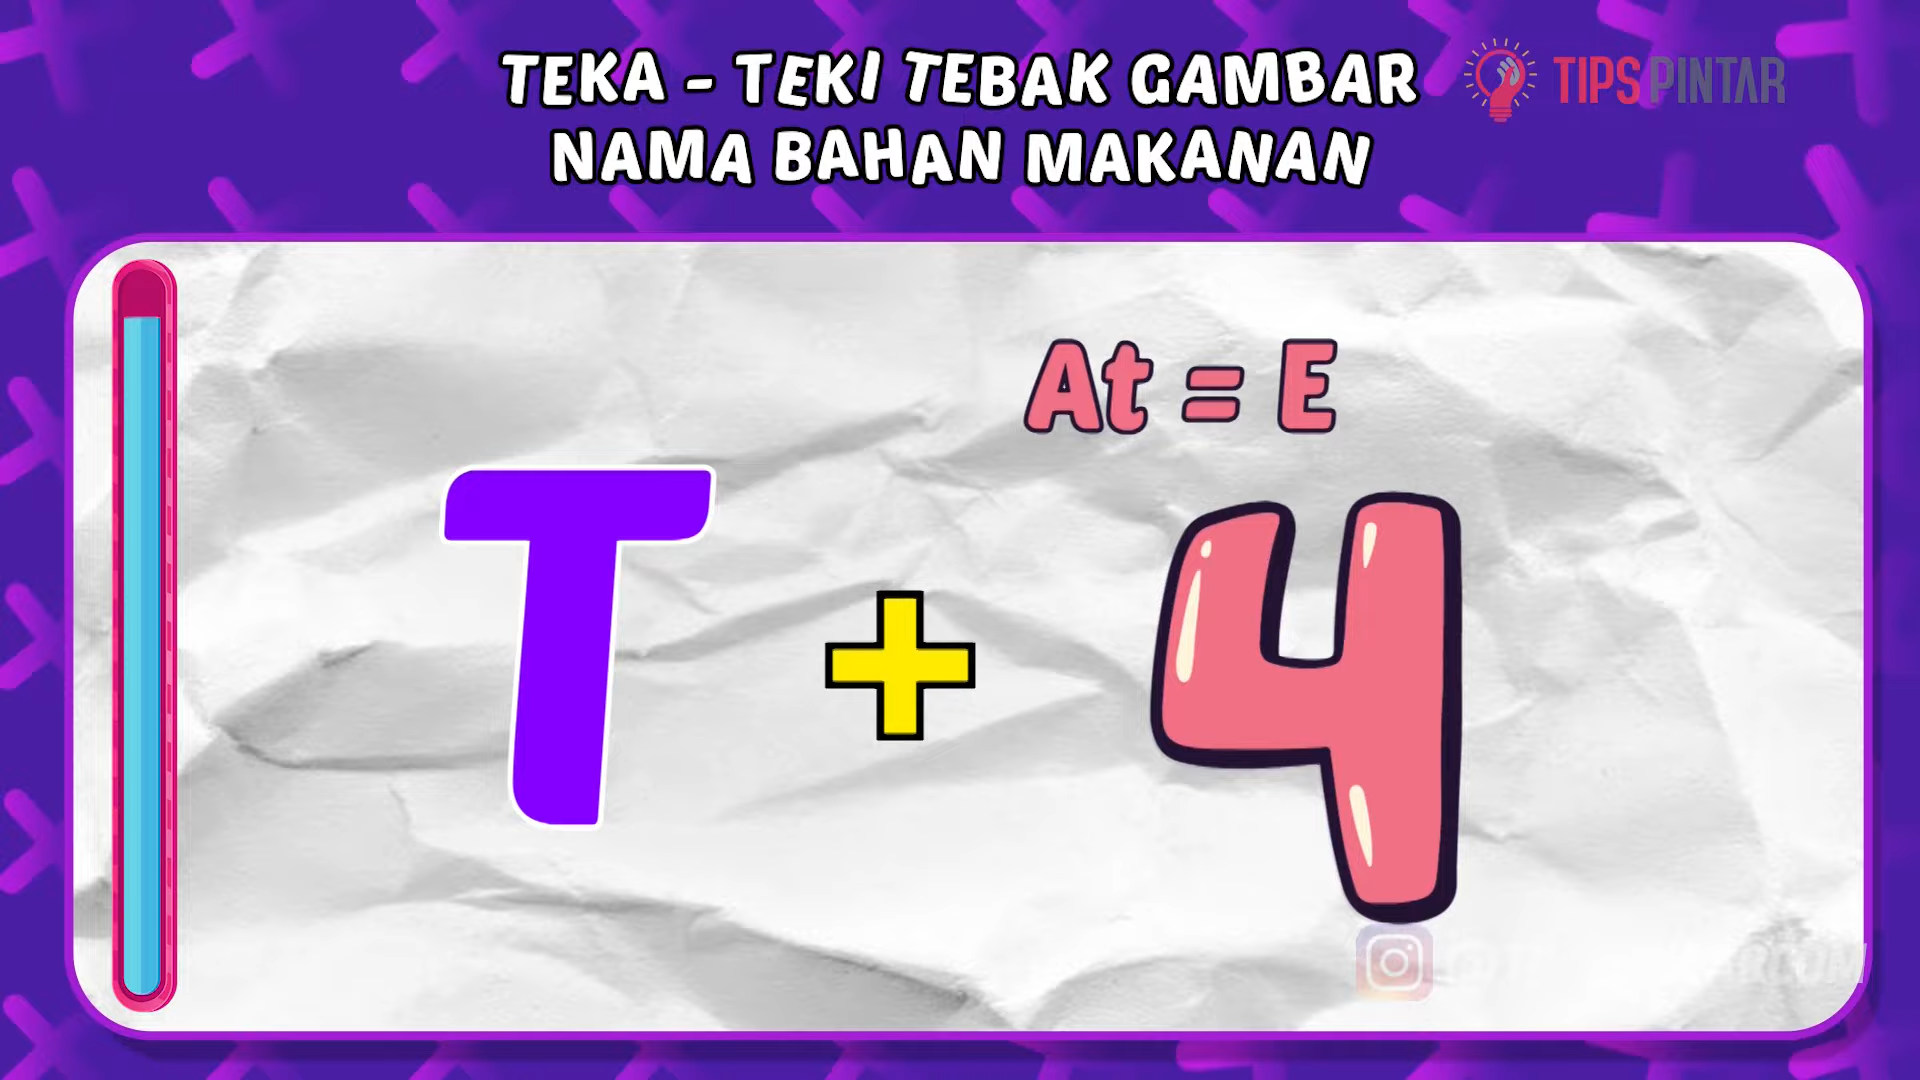 TEKA - TEKI TEBAK GAMBAR
NAMA BAHAN MAKANAN
TIPS PINTAR
At = E
T + 4